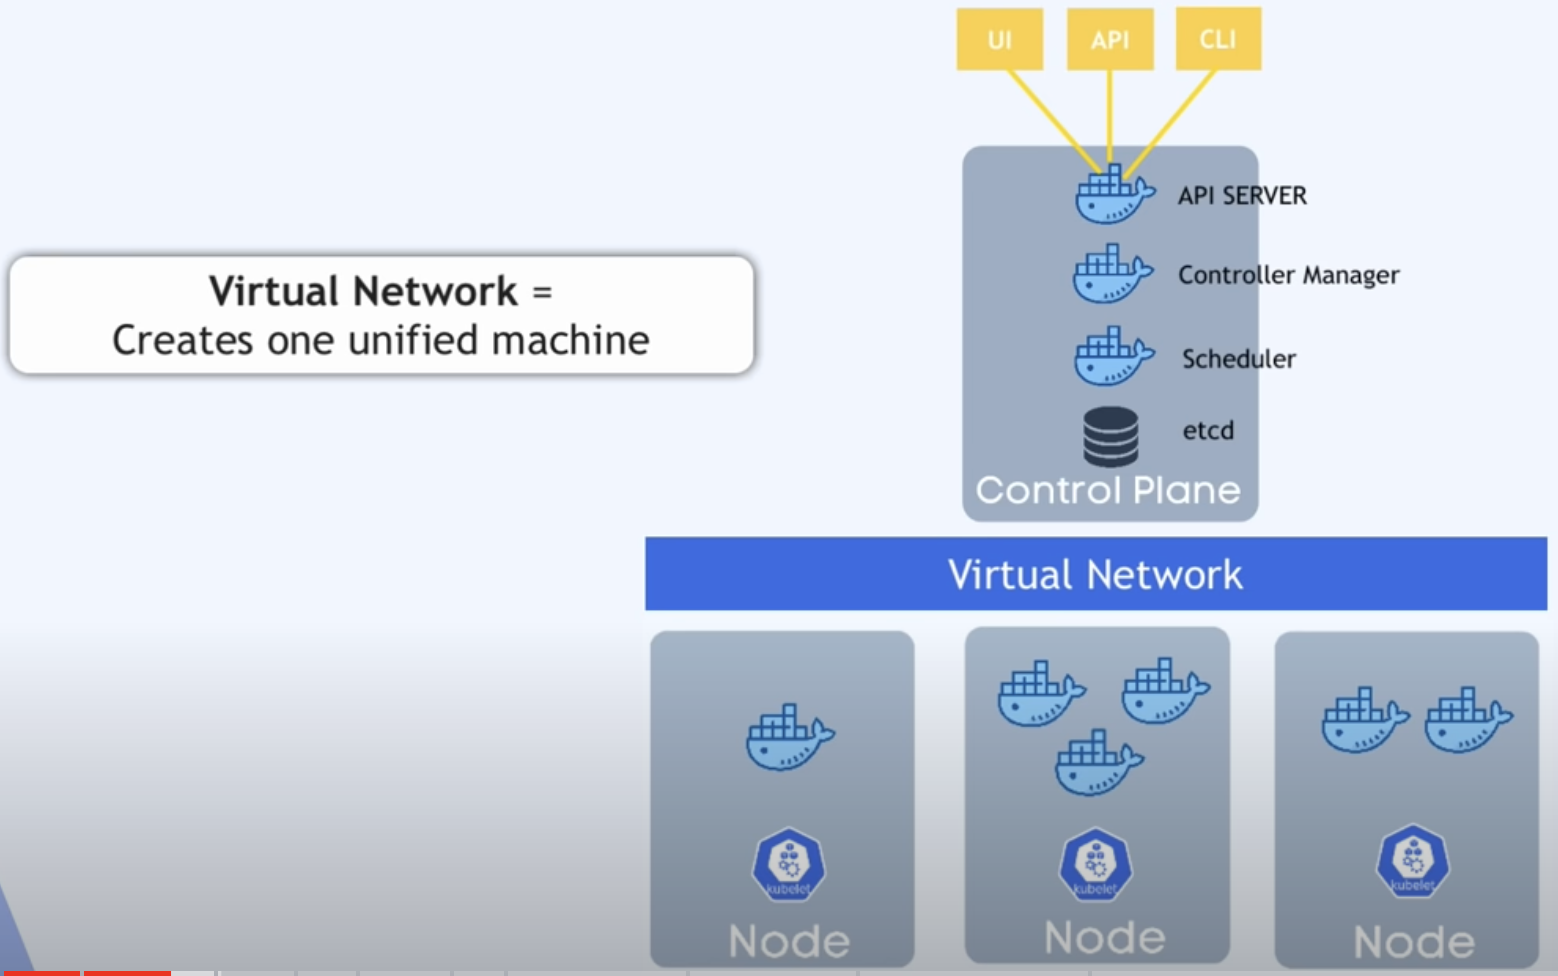 UI
API
CLI
API SERVER
Controller Manager
Scheduler
etcd
Control Plane
Virtual Network =
Creates one unified machine
Virtual Network
kubelet
kubelet
kubelet
Node
Node
Node